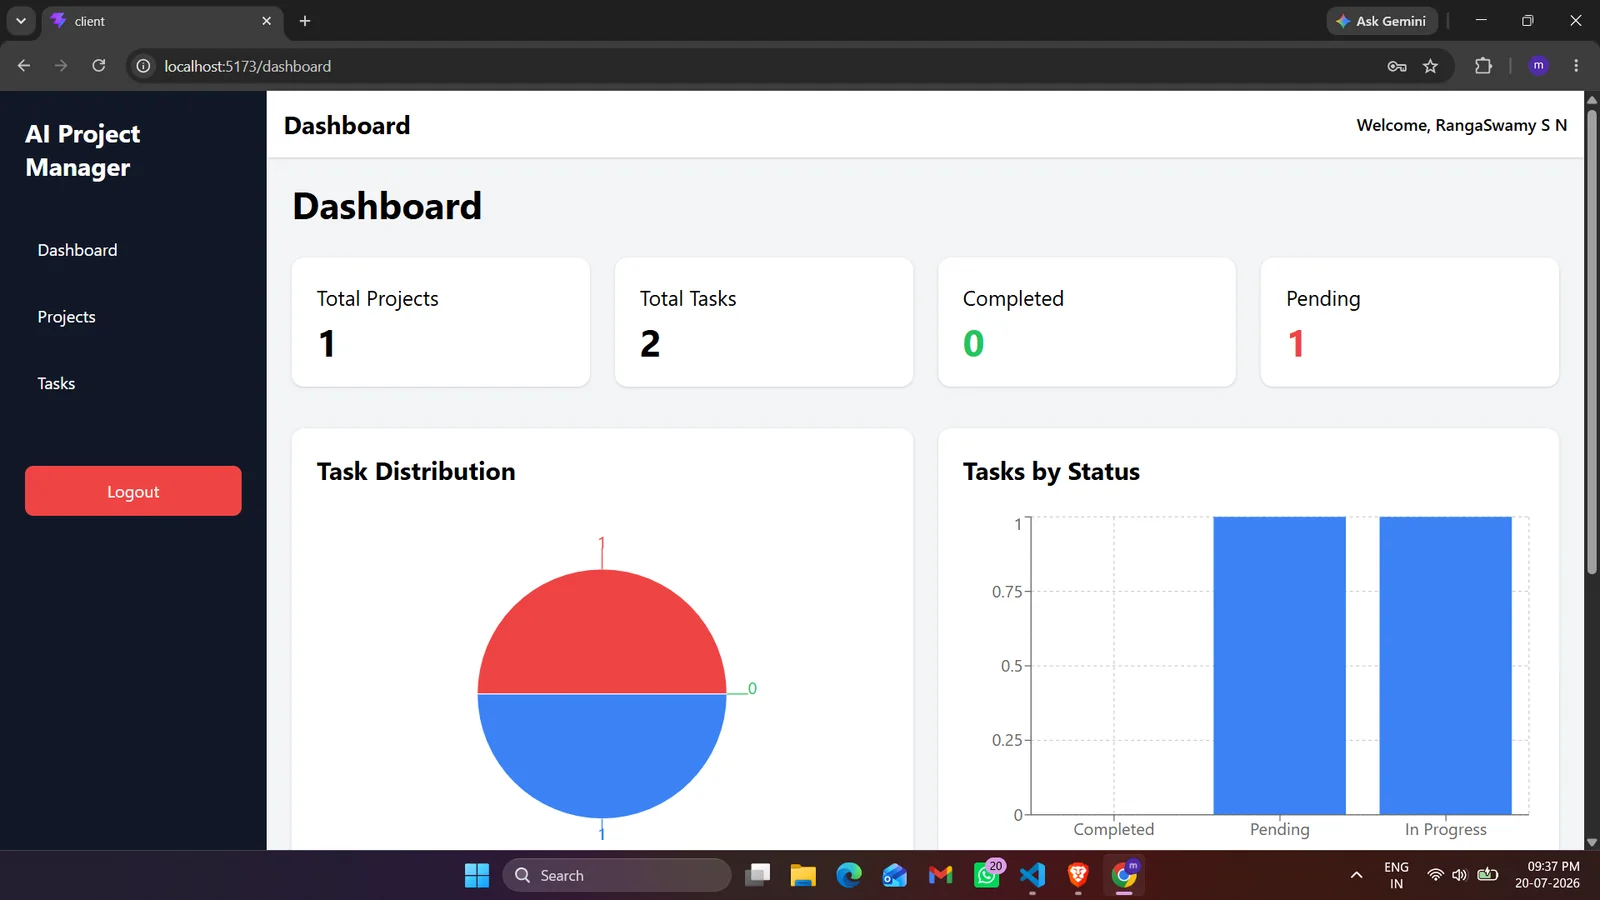 client
Ask Gemini
localhost:5173/dashboard
m
AI Project
Manager
Dashboard
Projects
Tasks
Logout
Dashboard
Welcome, RangaSwamy S N
Dashboard
Total Projects
1
Total Tasks
2
Completed
0
Pending
1
Task Distribution
1
0
1
Tasks by Status
1
0.75
0.5
0.25
0
Completed
Pending
In Progress
Search
20
m
ENG
IN
09:37 PM
20-07-2026